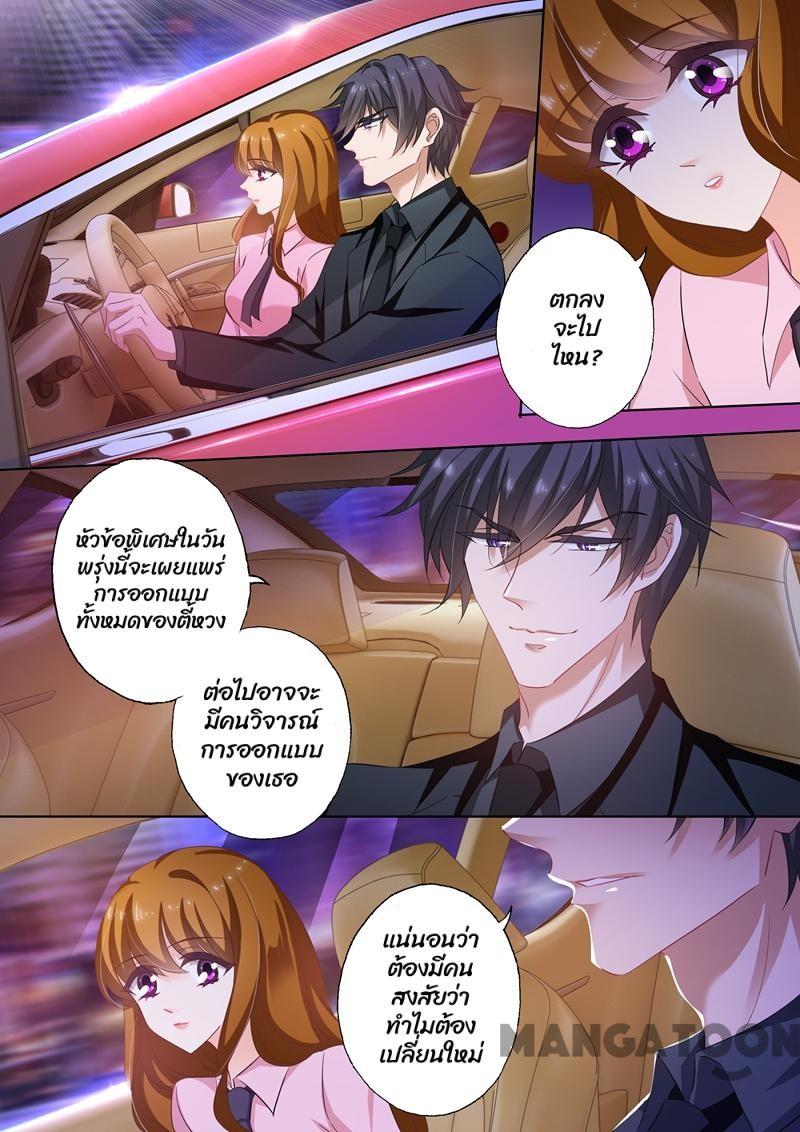 ตกลง
จะไป
ไหน?
หัวข้อพิเศษในวัน
พรุ่งนี้จะเผยแพร่
การออกแบบ
ทั้งหมดของตี้หวง
ต่อไปอาจจะ
มีคนวิจารณ์
การออกแบบ
ของเธอ
แน่นอนว่า
ต้องมีคน
สงสัยว่า
ทำไมต้อง
เปลี่ยนใหม่
MANGATOON